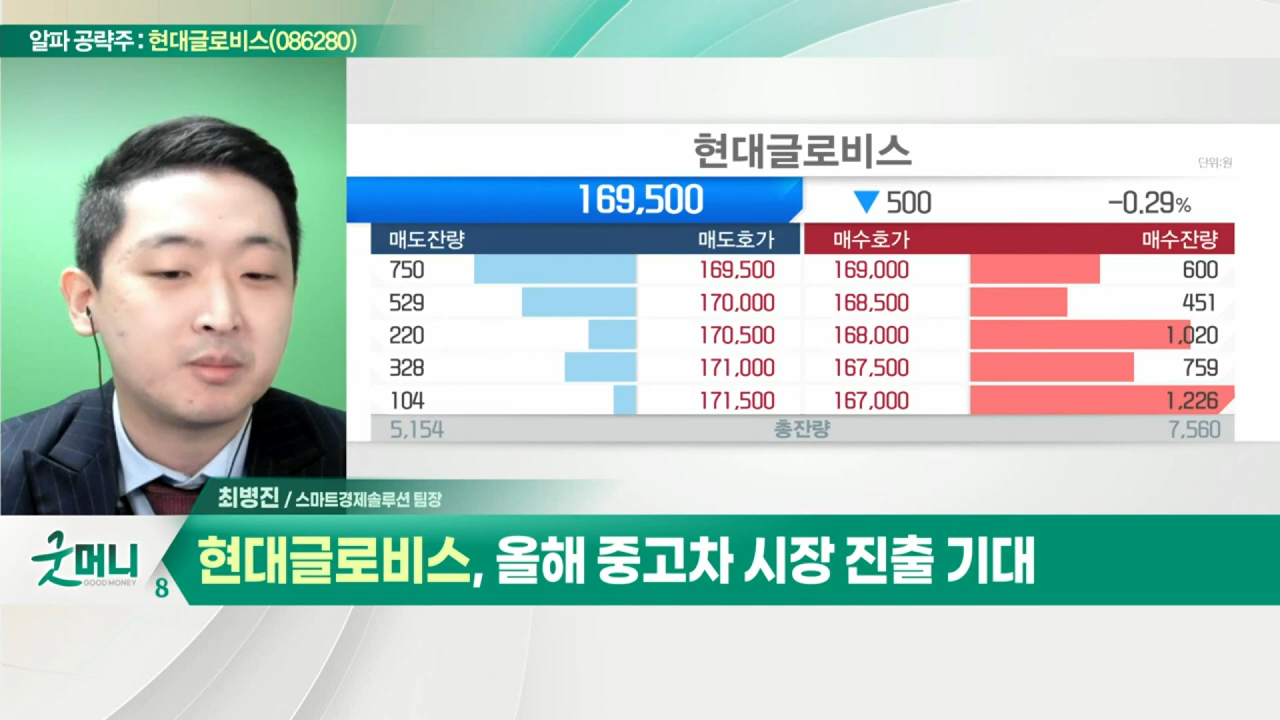 알파 공략주 : 현대글로비스(086280)
현대글로비스
단위:원
169,500 ▼ 500 -0.29%
매도잔량 매도호가 매수호가 매수잔량
750 169,500 169,000 600
529 170,000 168,500 451
220 170,500 168,000 1,020
328 171,000 167,500 759
104 171,500 167,000 1,226
5,154 총잔량 7,560
최병진 / 스마트경제솔루션 팀장
굿머니
GOOD MONEY
8
현대글로비스, 올해 중고차 시장 진출 기대